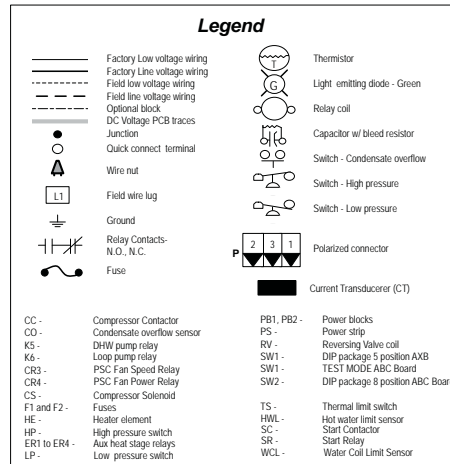 Legend
Factory Low voltage wiring
Factory Line voltage wiring
Field low voltage wiring
Field line voltage wiring
Optional block
DC Voltage PCB traces
Junction
Quick connect terminal
Wire nut
L1
Field wire lug
Ground
Relay Contacts-
N.O., N.C.
Fuse
T
Thermistor
G
Light emitting diode - Green
Relay coil
Capacitor w/ bleed resistor
Switch - Condensate overflow
Switch - High pressure
Switch - Low pressure
P
2 3 1
Polarized connector
Current Transducerer (CT)
CC - Compressor Contactor
CO - Condensate overflow sensor
K5 - DHW pump relay
K6 - Loop pump relay
CR3 - PSC Fan Speed Relay
CR4 - PSC Fan Power Relay
CS - Compressor Solenoid
F1 and F2 - Fuses
HE - Heater element
HP - High pressure switch
ER1 to ER4 - Aux heat stage relays
LP - Low pressure switch
PB1, PB2 - Power blocks
PS - Power strip
RV - Reversing Valve coil
SW1 - DIP package 5 position AXB
SW1 - TEST MODE ABC Board
SW2 - DIP package 8 position ABC Board
TS - Thermal limit switch
HWL - Hot water limit sensor
SC - Start Contactor
SR - Start Relay
WCL - Water Coil Limit Sensor